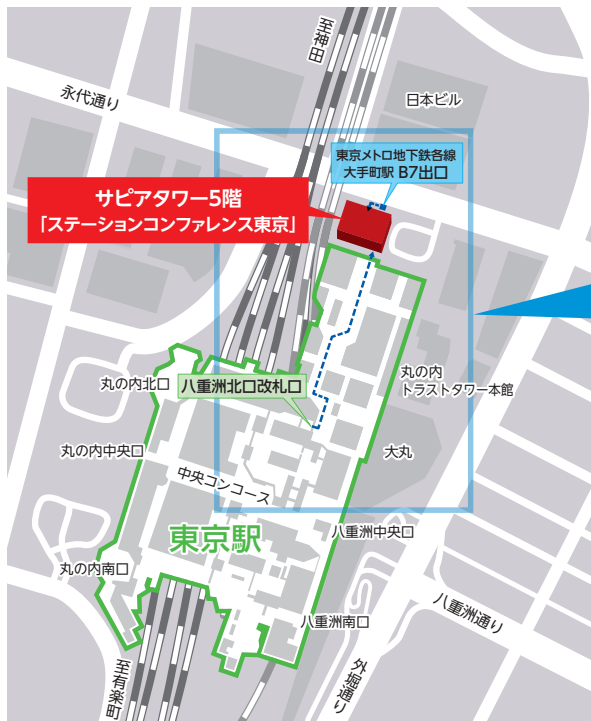 至神田
永代通り
日本ビル
東京メトロ地下鉄各線
大手町駅 B7出口
サピアタワー5階
「ステーションコンファレンス東京」
丸の内北口
八重洲北口改札口
丸の内
トラストタワー本館
丸の内中央口
大丸
中央コンコース
東京駅
八重洲中央口
丸の内南口
八重洲南口
八重洲通り
外堀通り
至有楽町